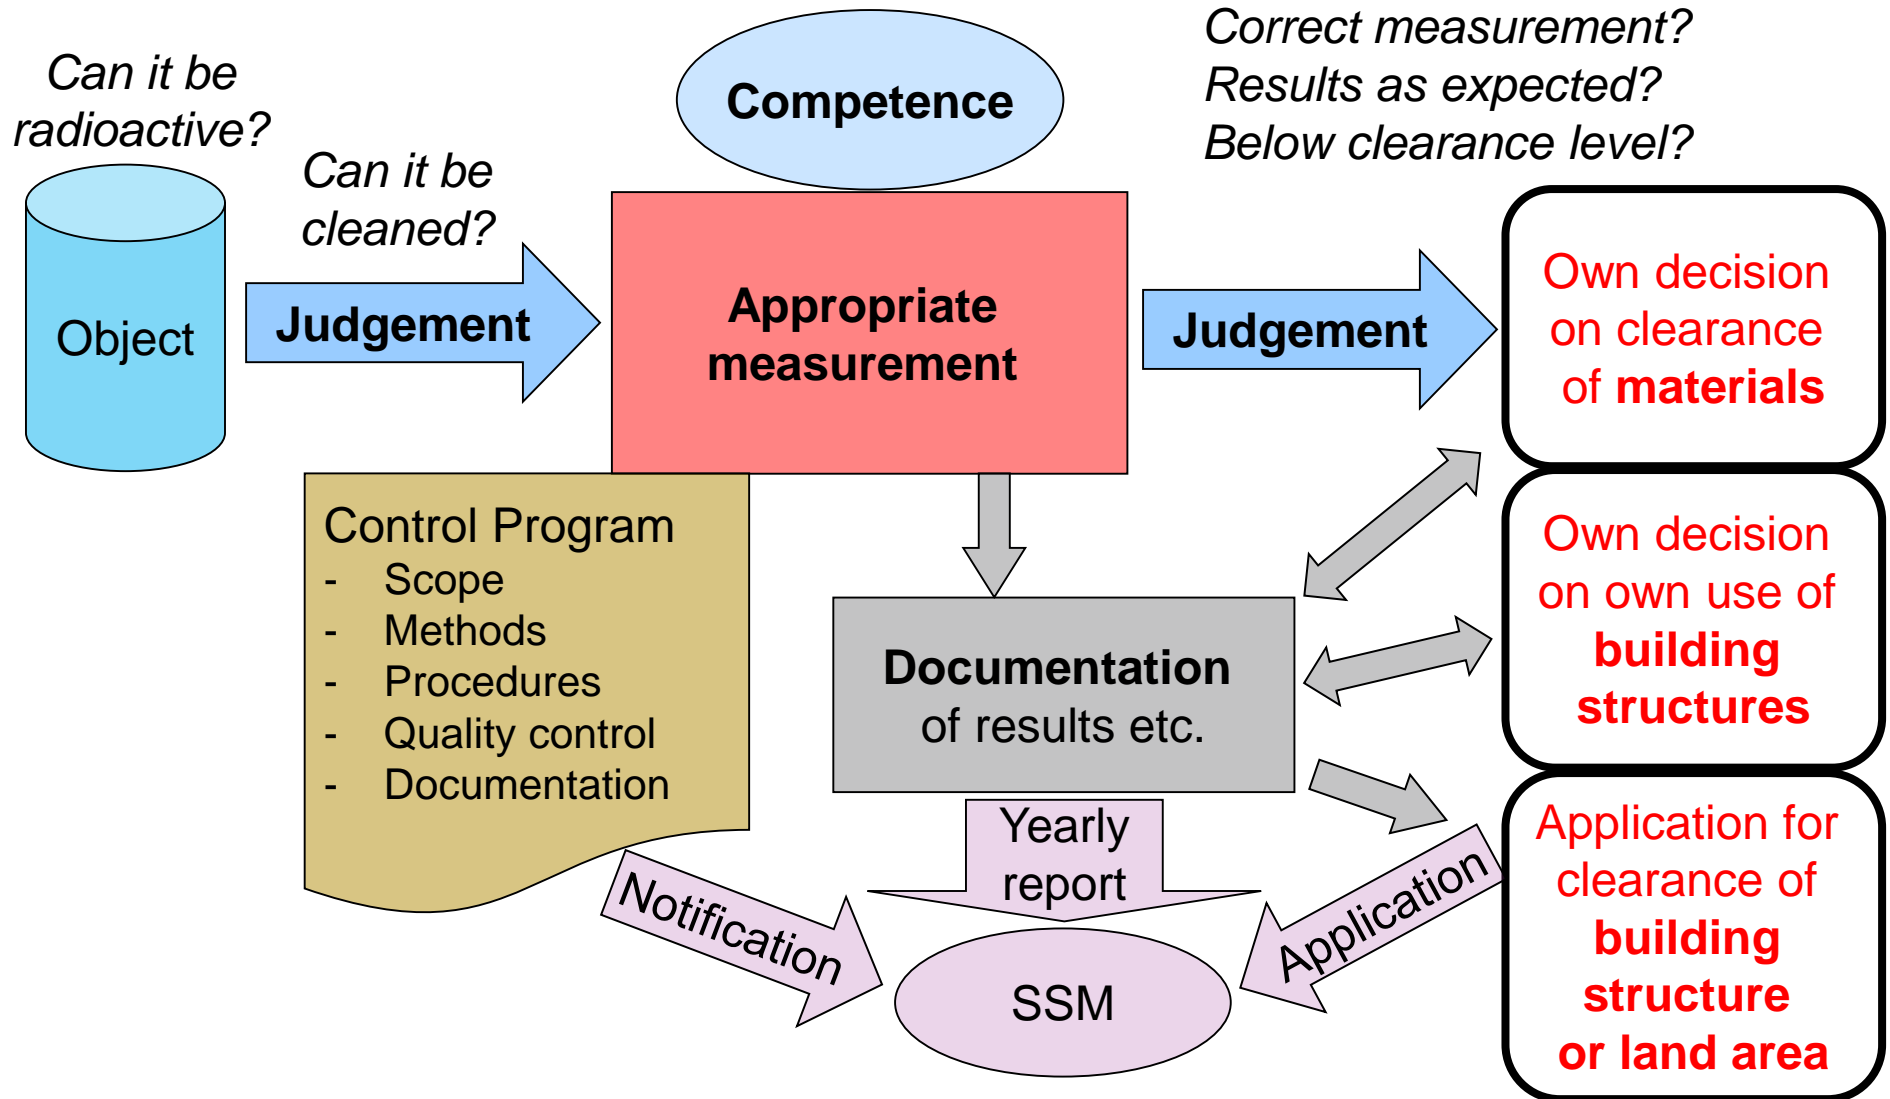 Can it be
radioactive?
Object
Can it be
cleaned?
Judgement
Competence
Appropriate
measurement
Correct measurement?
Results as expected?
Below clearance level?
Judgement
Own decision
on clearance
of materials
Own decision
on own use of
building
structures
Application for
clearance of
building
structure
or land area
Control Program
- Scope
- Methods
- Procedures
- Quality control
- Documentation
Documentation
of results etc.
Notification
Yearly
report
Application
SSM